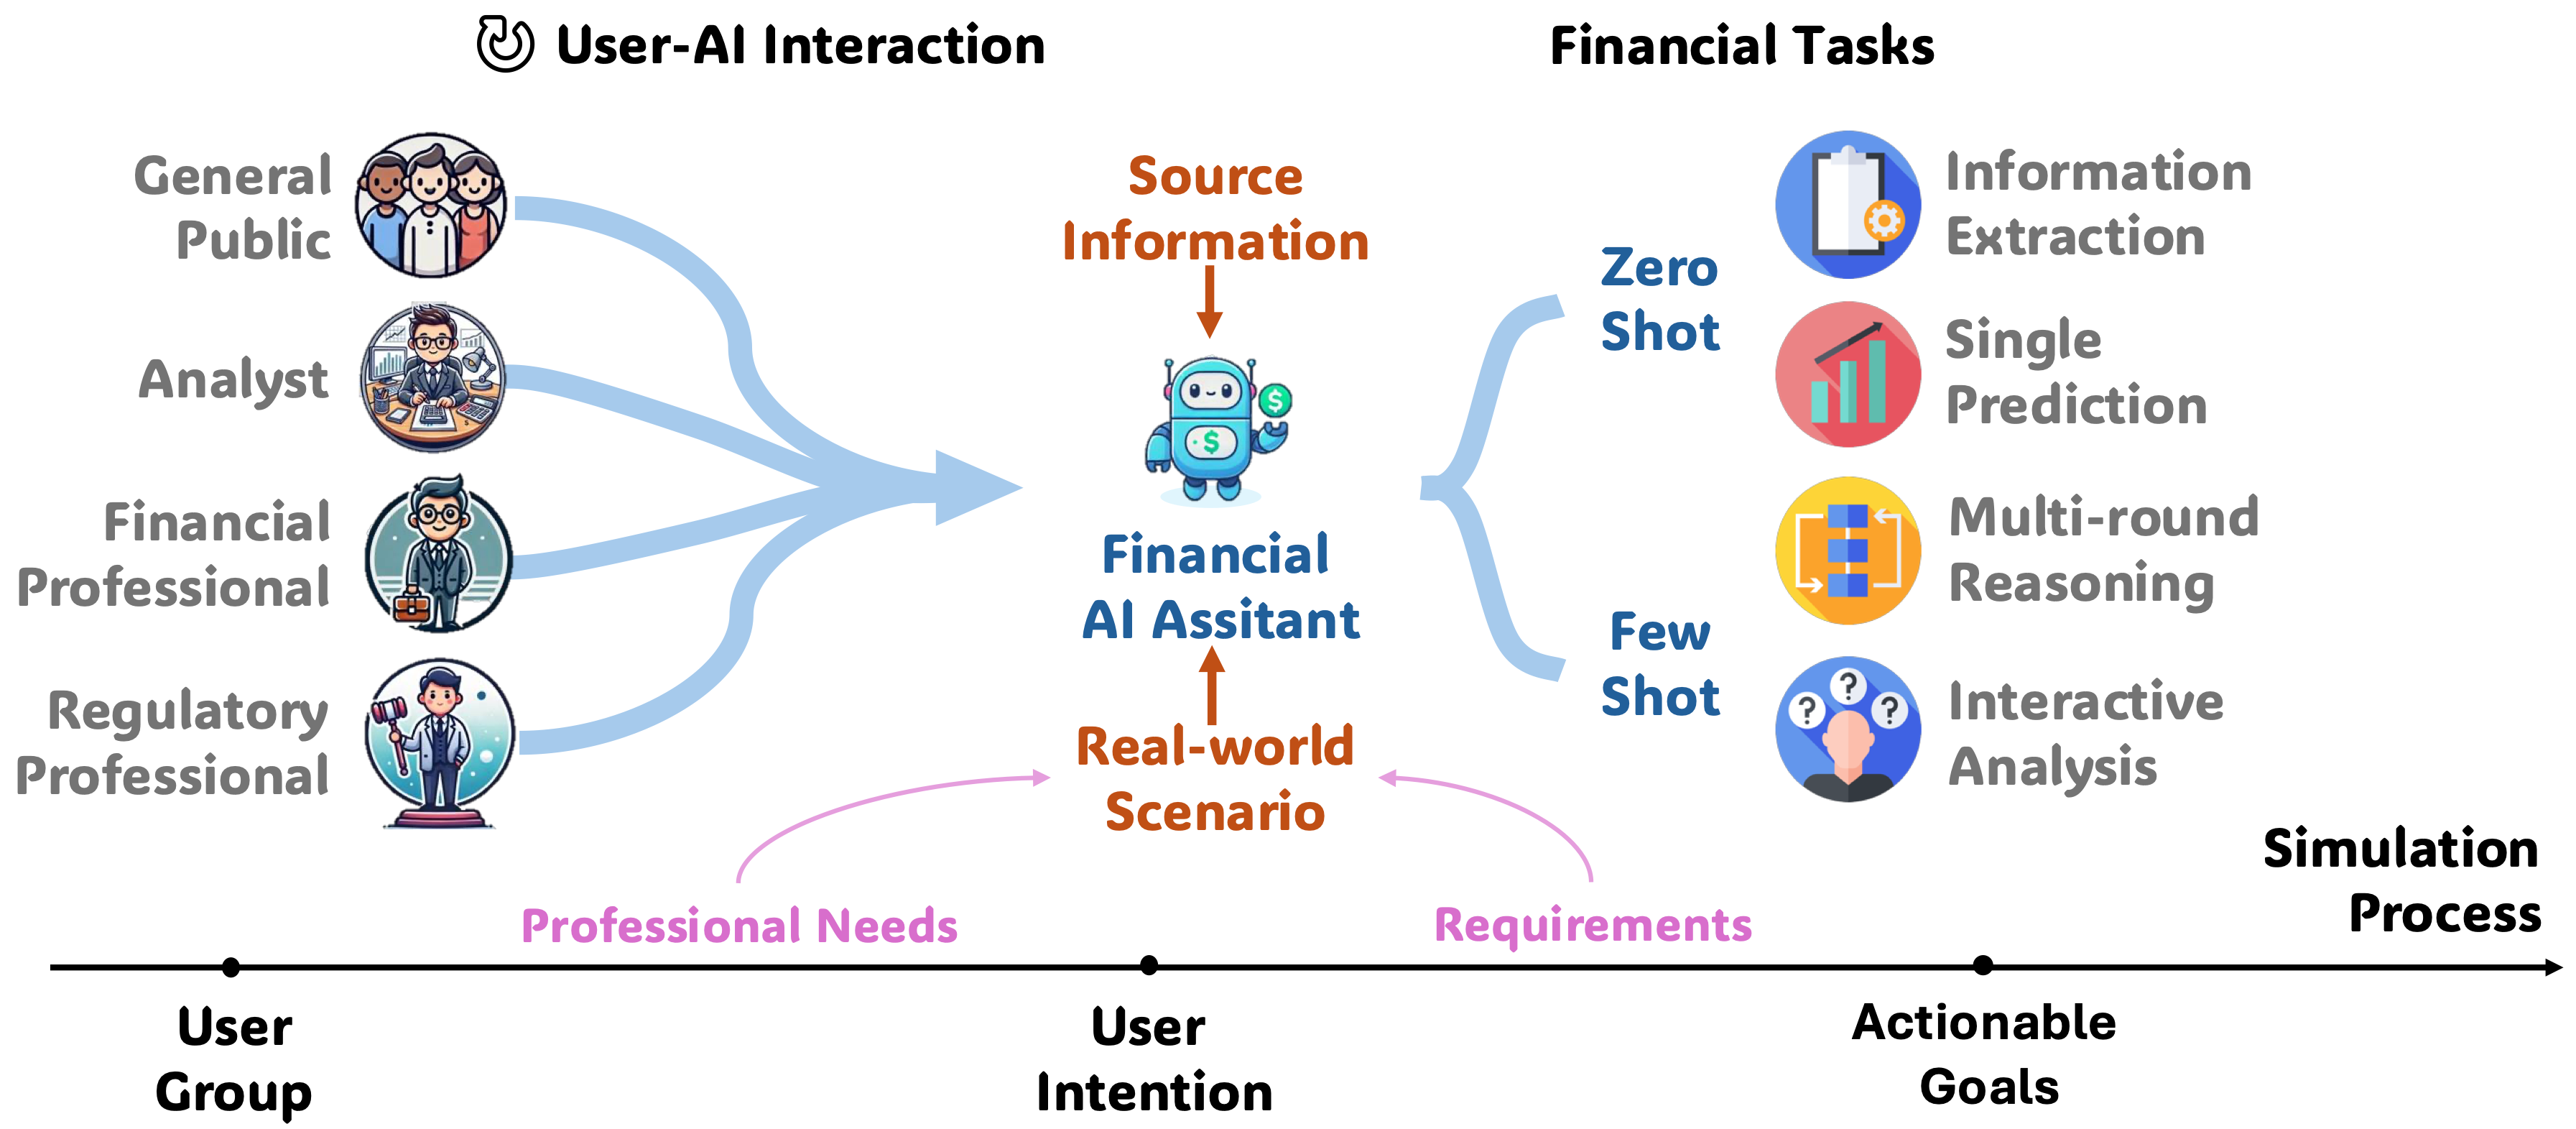 User-AI Interaction
Financial Tasks
General
Public
Analyst
Financial
Professional
Regulatory
Professional
Source
Information
$
$
Financial
AI Assitant
Real-world
Scenario
Zero
Shot
Few
Shot
Information
Extraction
Single
Prediction
Multi-round
Reasoning
? ? ?
Interactive
Analysis
Simulation
Process
Professional Needs
Requirements
User
Group
User
Intention
Actionable
Goals